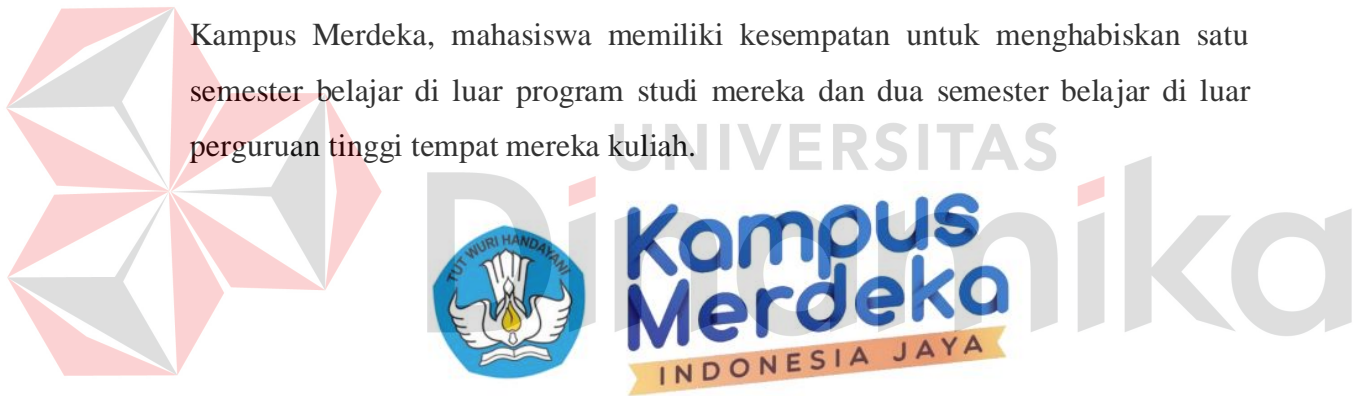 Kampus Merdeka, mahasiswa memiliki kesempatan untuk menghabiskan satu
semester belajar di luar program studi mereka dan dua semester belajar di luar
perguruan tinggi tempat mereka kuliah.
UNIVERSITAS
Dinamika
TUT WURI HANDAYANI
Kampus
Merdeka
INDONESIA JAYA